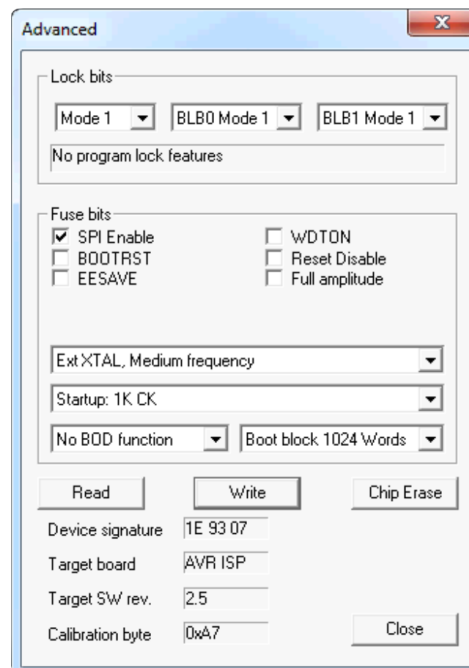 Advanced
Lock bits
Mode 1 BLB0 Mode 1 BLB1 Mode 1
No program lock features
Fuse bits
SPI Enable WDTON
BOOTRST Reset Disable
EESAVE Full amplitude
Ext XTAL, Medium frequency
Startup: 1K CK
No BOD function Boot block 1024 Words
Read Write Chip Erase
Device signature 1E 93 07
Target board AVR ISP
Target SW rev. 2.5
Calibration byte 0xA7 Close